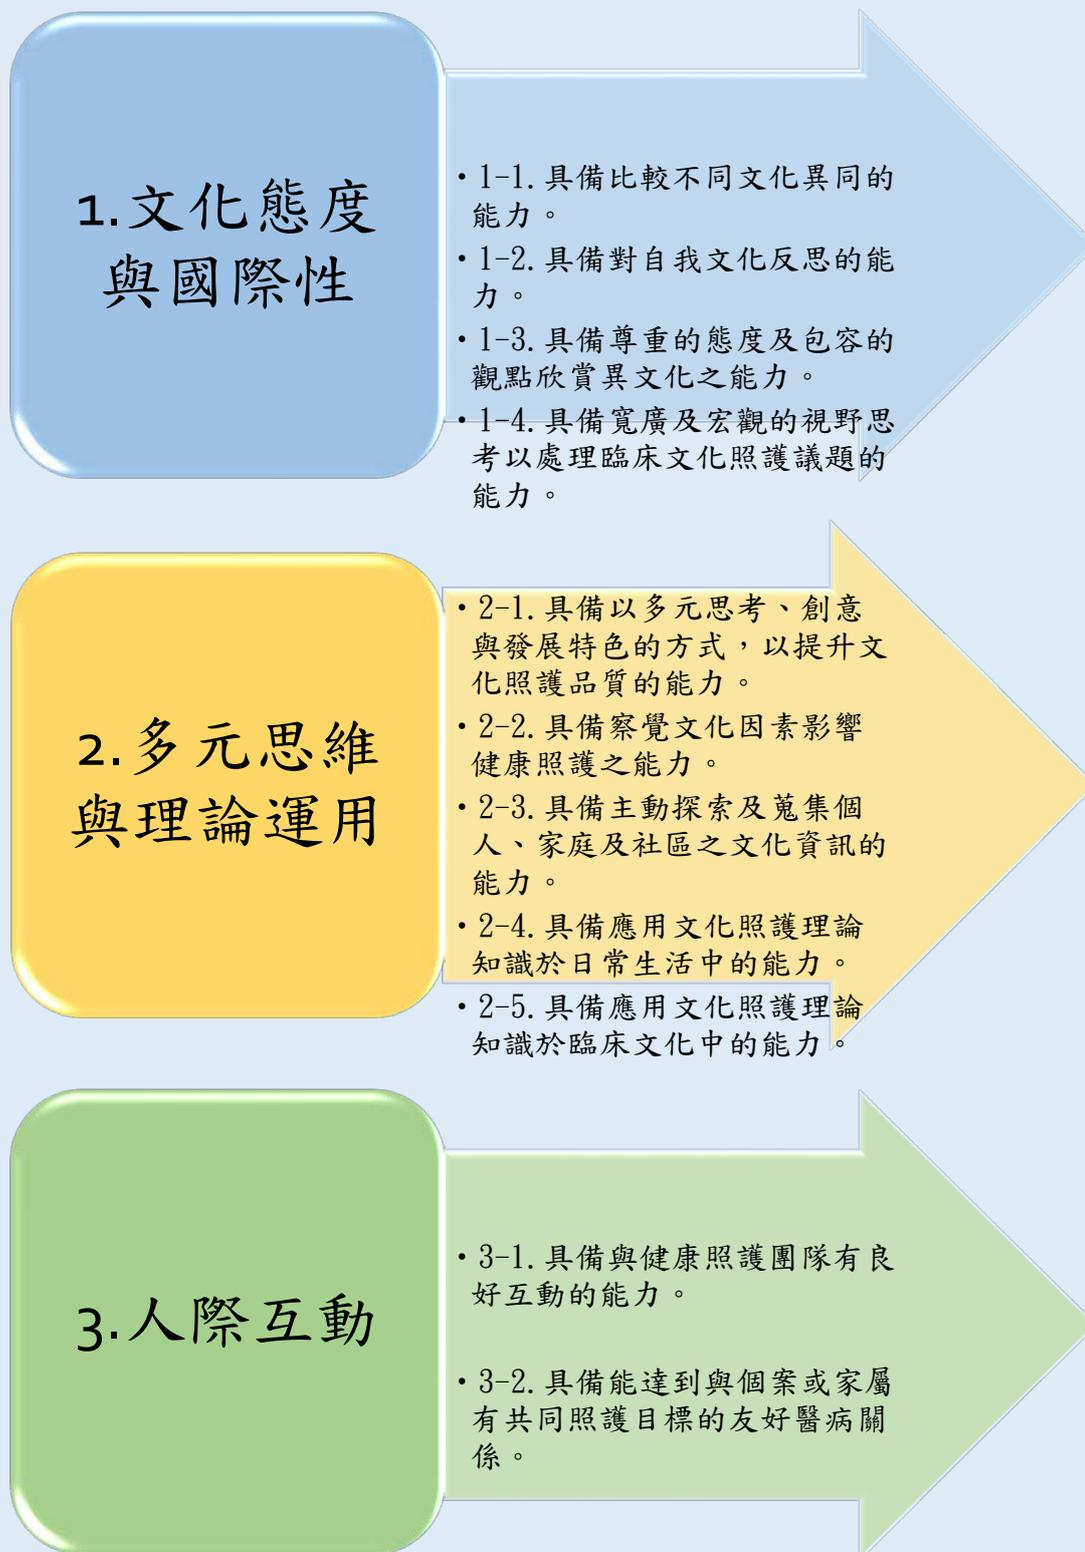 1.文化態度
與國際性
•1-1.具備比較不同文化異同的
能力。
•1-2.具備對自我文化反思的能
力。
•1-3.具備尊重的態度及包容的
觀點欣賞異文化之能力。
•1-4.具備寬廣及宏觀的視野思
考以處理臨床文化照護議題的
能力。
2.多元思維
與理論運用
•2-1.具備以多元思考、創意
與發展特色的方式，以提升文
化照護品質的能力。
•2-2.具備察覺文化因素影響
健康照護之能力。
•2-3.具備主動探索及蒐集個
人、家庭及社區之文化資訊的
能力。
•2-4.具備應用文化照護理論
知識於日常生活中的能力。
•2-5.具備應用文化照護理論
知識於臨床文化中的能力。
3.人際互動
•3-1.具備與健康照護團隊有良
好互動的能力。
•3-2.具備能達到與個案或家屬
有共同照護目標的友好醫病關
係。